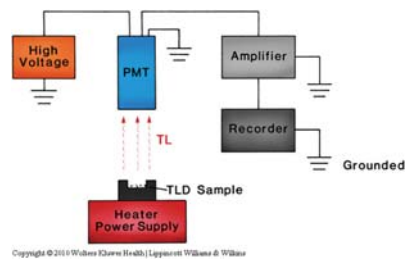 High
Voltage
PMT
Amplifier
Recorder
Grounded
TL
TLD Sample
Heater
Power Supply
Copyright © 2010 Wolters Kluwer Health | Lippincott Williams & Wilkins